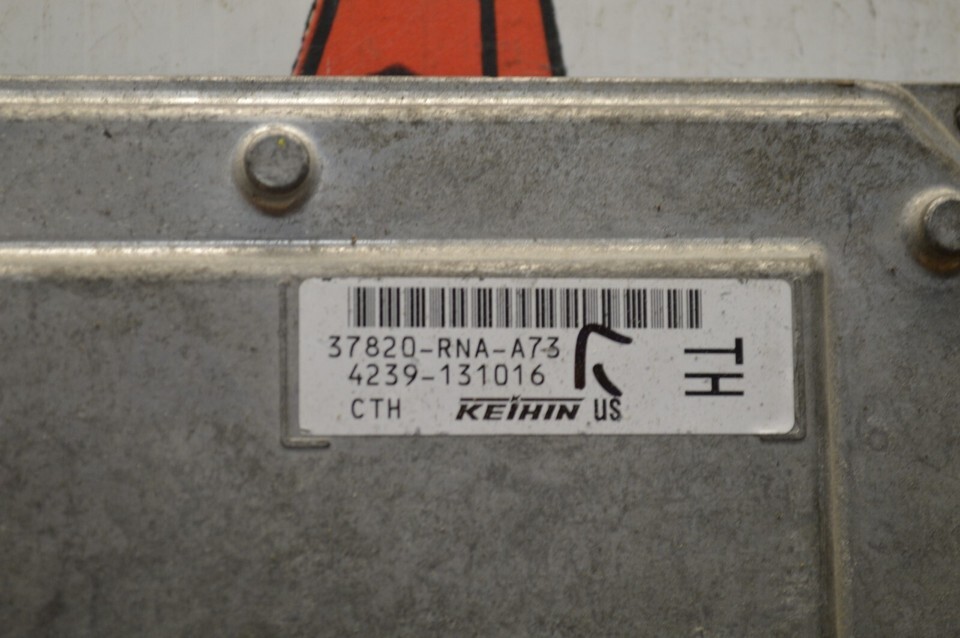 37820-RNA-A73
4239-131016
CTH KEIHIN US
TH